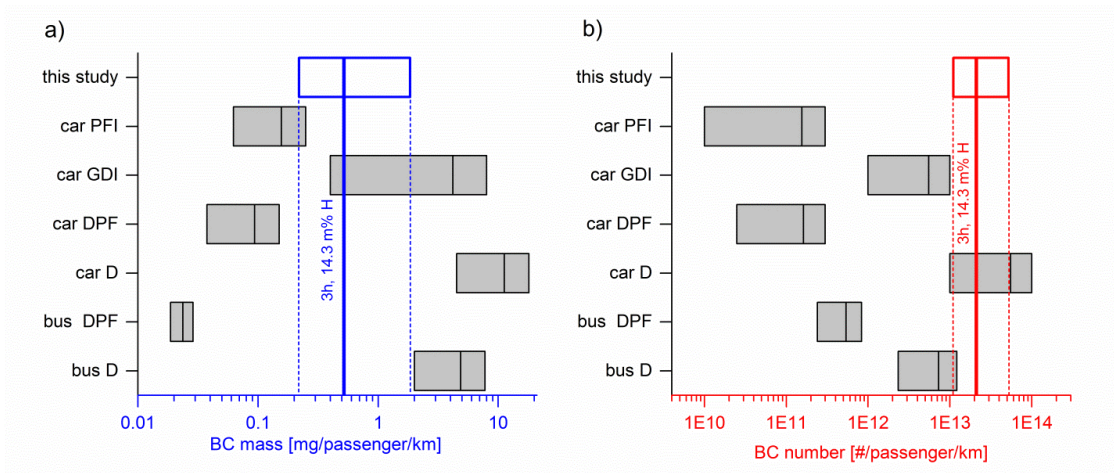 a)
this study
car PFI
car GDI
car DPF
car D
bus DPF
bus D
3h, 14.3 m% H
0.01
0.1
1
10
BC mass [mg/passenger/km]
b)
this study
car PFI
car GDI
car DPF
car D
bus DPF
bus D
3h, 14.3 m% H
1E10
1E11
1E12
1E13
1E14
BC number [#/passenger/km]